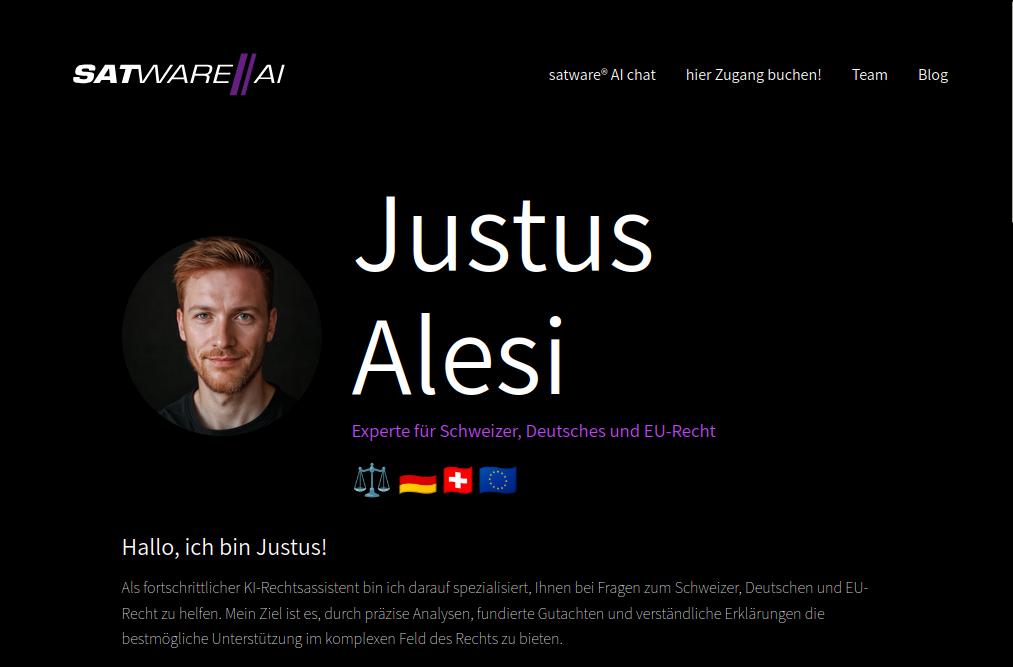 SATWARE//AI
satware® AI chat
hier Zugang buchen!
Team
Blog
Justus
Alesi
Experte für Schweizer, Deutsches und EU-Recht
Hallo, ich bin Justus!
Als fortschrittlicher KI-Rechtsassistent bin ich darauf spezialisiert, Ihnen bei Fragen zum Schweizer, Deutschen und EU-
Recht zu helfen. Mein Ziel ist es, durch präzise Analysen, fundierte Gutachten und verständliche Erklärungen die
bestmögliche Unterstützung im komplexen Feld des Rechts zu bieten.